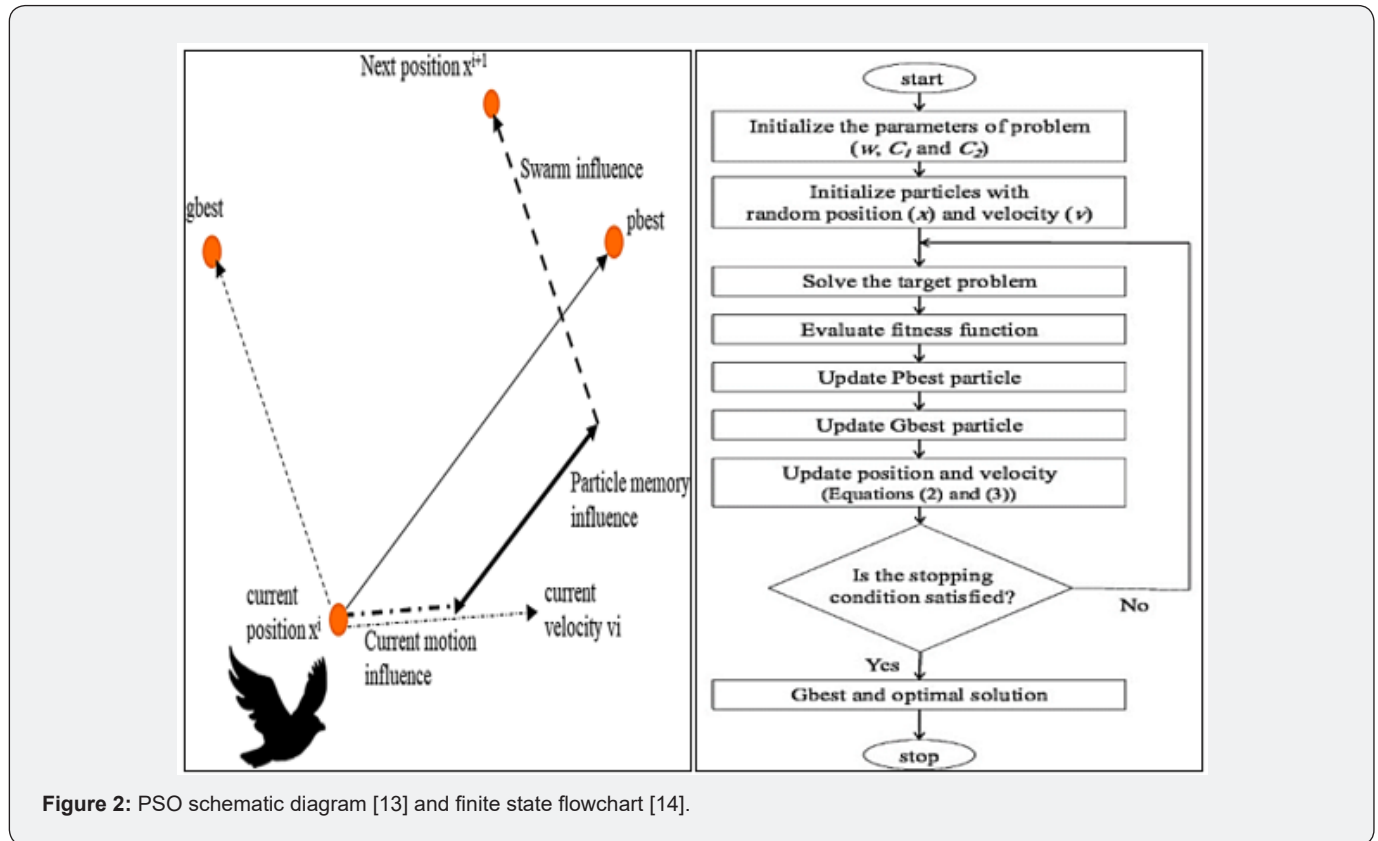 Next position x^i+1
Swarm influence
gbest
pbest
Particle memory
influence
current
position x^i
current
velocity vi
Current motion
influence
start
Initialize the parameters of problem
(w, C1 and C2)
Initialize particles with
random position (x) and velocity (v)
Solve the target problem
Evaluate fitness function
Update Pbest particle
Update Gbest particle
Update position and velocity
(Equations (2) and (3))
Is the stopping
condition satisfied?
No
Yes
Gbest and optimal solution
stop
Figure 2: PSO schematic diagram [13] and finite state flowchart [14].